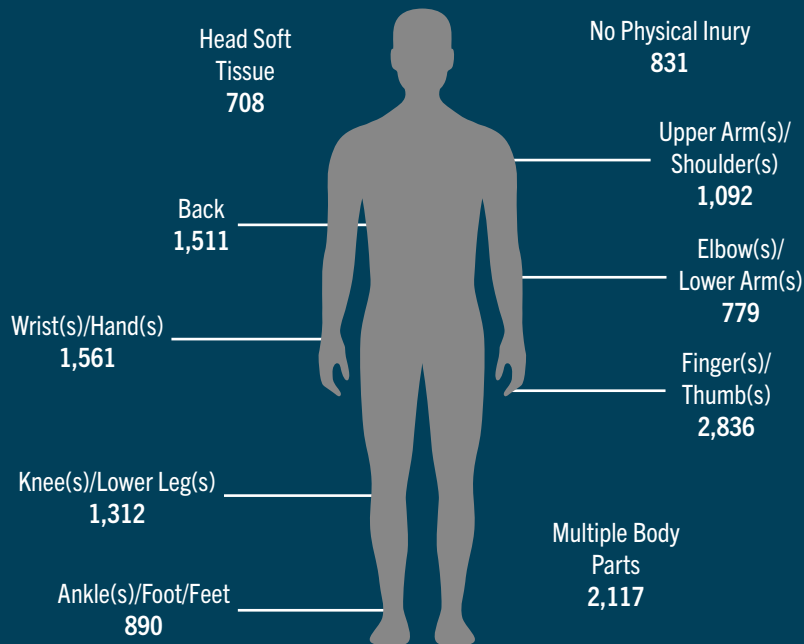 Head Soft
Tissue
708
No Physical Inury
831
Upper Arm(s)/
Shoulder(s)
1,092
Back
1,511
Elbow(s)/
Lower Arm(s)
779
Wrist(s)/Hand(s)
1,561
Finger(s)/
Thumb(s)
2,836
Knee(s)/Lower Leg(s)
1,312
Multiple Body
Parts
2,117
Ankle(s)/Foot/Feet
890